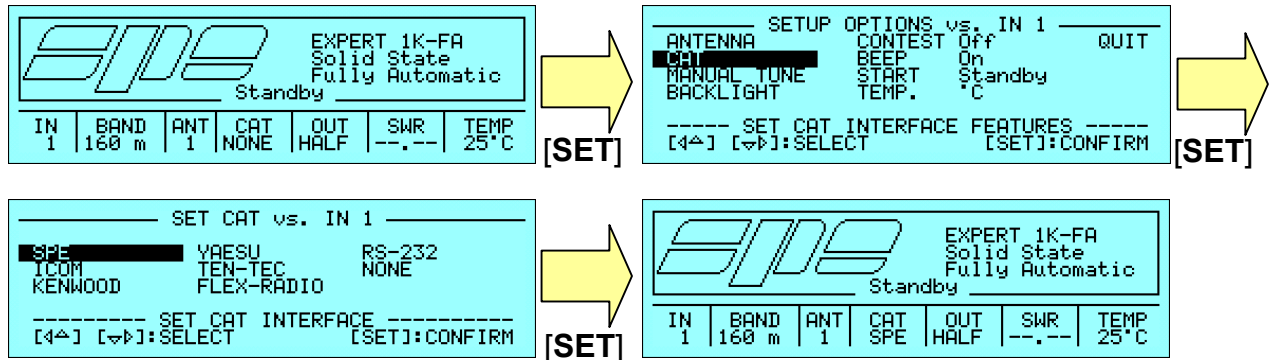 EXPERT 1K-FA
Solid State
Fully Automatic
Standby
IN BAND ANT CAT OUT SWR TEMP
1 160 m 1 NONE HALF --.-- 25°C
[SET]
SETUP OPTIONS vs. IN 1
ANTENNA CONTEST Off QUIT
CAT BEEP On
MANUAL TUNE START Standby
BACKLIGHT TEMP. °C
----- SET CAT INTERFACE FEATURES -----
[◁△] [▽▷]:SELECT [SET]:CONFIRM
[SET]
SET CAT vs. IN 1
SPE YAESU RS-232
ICOM TEN-TEC NONE
KENWOOD FLEX-RADIO
--------- SET CAT INTERFACE ----------
[◁△] [▽▷]:SELECT [SET]:CONFIRM
[SET]
EXPERT 1K-FA
Solid State
Fully Automatic
Standby
IN BAND ANT CAT OUT SWR TEMP
1 160 m 1 SPE HALF --.-- 25°C